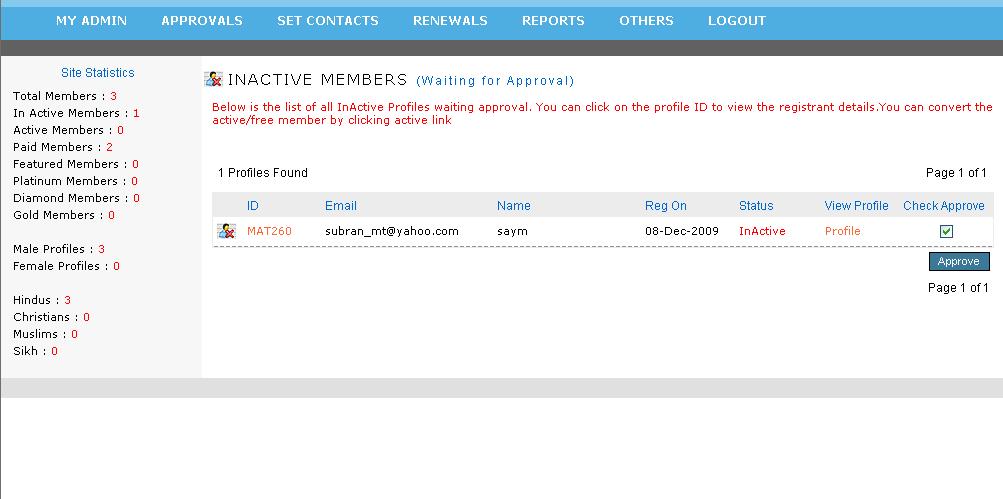 MY ADMIN APPROVALS SET CONTACTS RENEWALS REPORTS OTHERS LOGOUT
Site Statistics
Total Members : 3
In Active Members : 1
Active Members : 0
Paid Members : 2
Featured Members : 0
Platinum Members : 0
Diamond Members : 0
Gold Members : 0
Male Profiles : 3
Female Profiles : 0
Hindus : 3
Christians : 0
Muslims : 0
Sikh : 0
INACTIVE MEMBERS (Waiting for Approval)
Below is the list of all InActive Profiles waiting approval. You can click on the profile ID to view the registrant details.You can convert the
active/free member by clicking active link
1 Profiles Found Page 1 of 1
ID Email Name Reg On Status View Profile Check Approve
MAT260 subran_mt@yahoo.com saym 08-Dec-2009 InActive Profile
Approve
Page 1 of 1